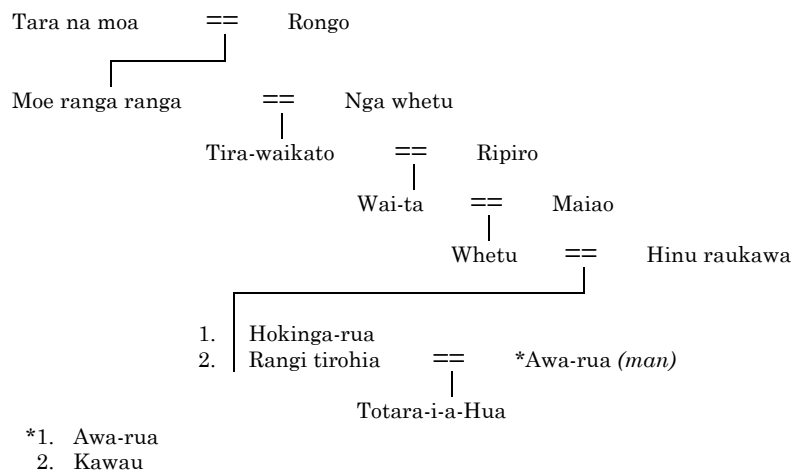 Tara na moa == Rongo
Moe ranga ranga == Nga whetu
Tira-waikato == Ripiro
Wai-ta == Maiao
Whetu == Hinu raukawa
1. Hokinga-rua
2. Rangi tirohia == *Awa-rua (man)
Totara-i-a-Hua
*1. Awa-rua
2. Kawau